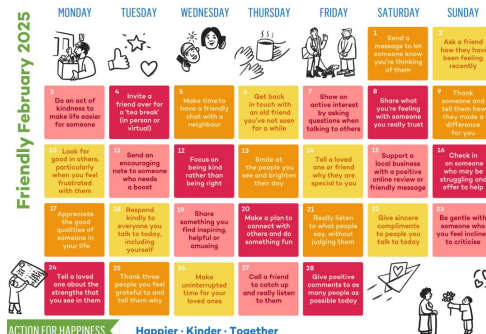 Friendly February 2025
MONDAY TUESDAY WEDNESDAY THURSDAY FRIDAY SATURDAY SUNDAY
1
Send a
message to let
someone know
you're thinking
of them
2
Ask a friend
how they have
been feeling
recently
3
Do an act of
kindness to
make life easier
for someone
4
Invite a
friend over for
a 'tea break'
(in person or
virtual)
5
Make time to
have a friendly
chat with a
neighbour
6
Get back
in touch with
an old friend
you've not seen
for a while
7
Show an
active interest
by asking
questions when
talking to others
8
Share what
you're feeling
with someone
you really trust
9
Thank
someone and
tell them how
they made a
difference
for you
10
Look for
good in others,
particularly
when you feel
frustrated
with them
11
Send an
encouraging
note to someone
who needs
a boost
12
Focus on
being kind
rather than
being right
13
Smile at
the people you
see and brighten
their day
14
Tell a loved
one or friend
why they are
special to you
15
Support a
local business
with a positive
online review or
friendly message
16
Check in
on someone
who may be
struggling and
offer to help
17
Appreciate
the good
qualities of
someone in
your life
18
Respond
kindly to
everyone you
talk to today,
including
yourself
19
Share
something you
find inspiring,
helpful or
amusing
20
Make a plan to
connect with
others and do
something fun
21
Really listen
to what people
say, without
judging them
22
Give sincere
compliments to
people you
talk to today
23
Be gentle with
someone who
you feel inclined
to criticise
24
Tell a loved
one about the
strengths that
you see in them
25
Thank three
people you feel
grateful to and
tell them why
26
Make
uninterrupted
time for your
loved ones
27
Call a friend
to catch up
and really listen
to them
28
Give positive
comments to as
many people as
possible today
ACTION FOR HAPPINESS
Happier · Kinder · Together